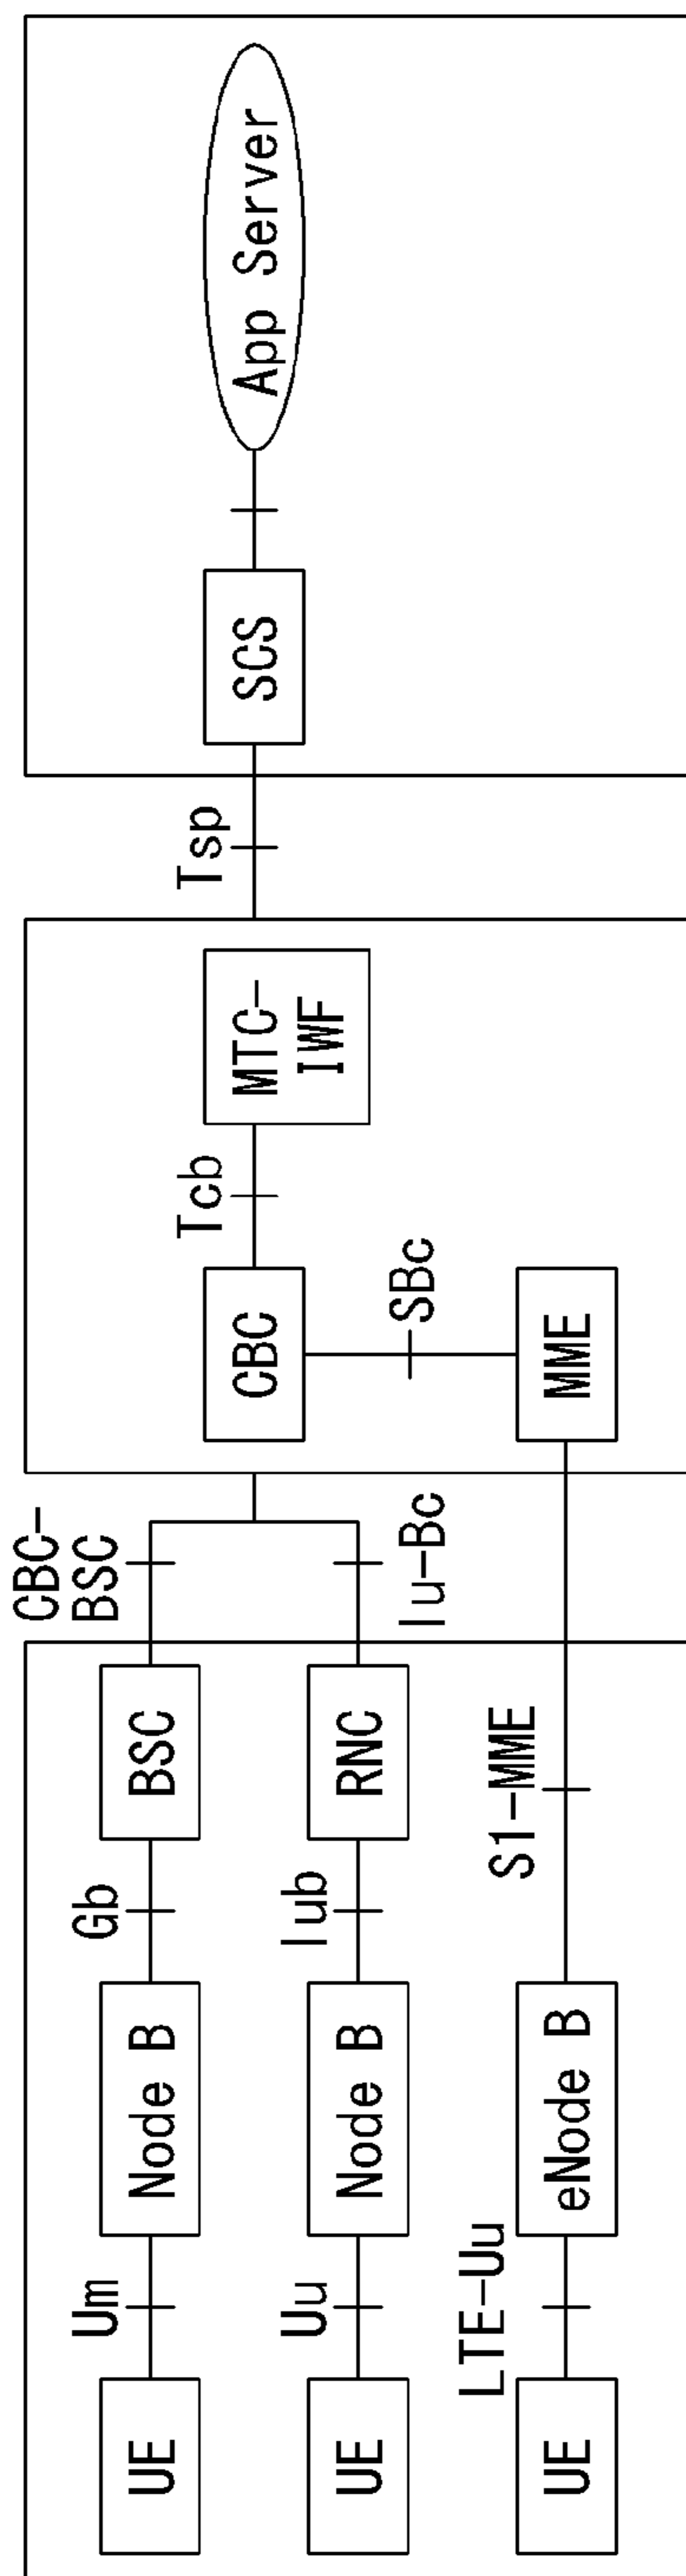 CBC-
BSC
Um
Gb
UE
Node B
BSC
Tcb
Tsp
CBC
MTC-
IWF
SCS
App Server
Uu
Iub
UE
Node B
RNC
Iu-Bc
SBc
LTE-Uu
S1-MME
UE
eNode B
MME